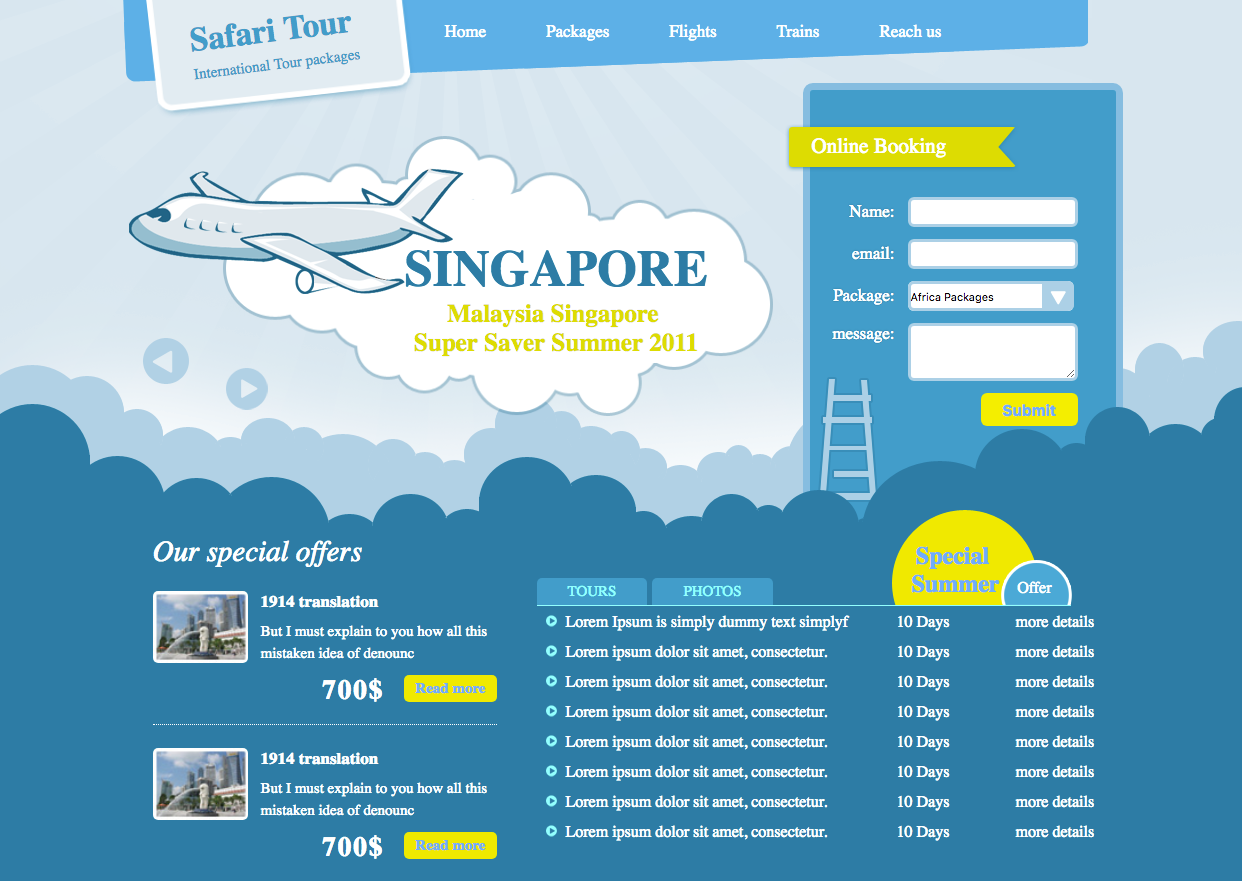 Safari Tour
International Tour packages
Home
Packages
Flights
Trains
Reach us
Online Booking
Name:
email:
Package:
Africa Packages
message:
Submit
SINGAPORE
Malaysia Singapore
Super Saver Summer 2011
Our special offers
1914 translation
But I must explain to you how all this
mistaken idea of denounc
700$
Read more
1914 translation
But I must explain to you how all this
mistaken idea of denounc
700$
Read more
Special
Summer
Offer
TOURS
PHOTOS
Lorem Ipsum is simply dummy text simplyf 10 Days more details
Lorem ipsum dolor sit amet, consectetur. 10 Days more details
Lorem ipsum dolor sit amet, consectetur. 10 Days more details
Lorem ipsum dolor sit amet, consectetur. 10 Days more details
Lorem ipsum dolor sit amet, consectetur. 10 Days more details
Lorem ipsum dolor sit amet, consectetur. 10 Days more details
Lorem ipsum dolor sit amet, consectetur. 10 Days more details
Lorem ipsum dolor sit amet, consectetur. 10 Days more details